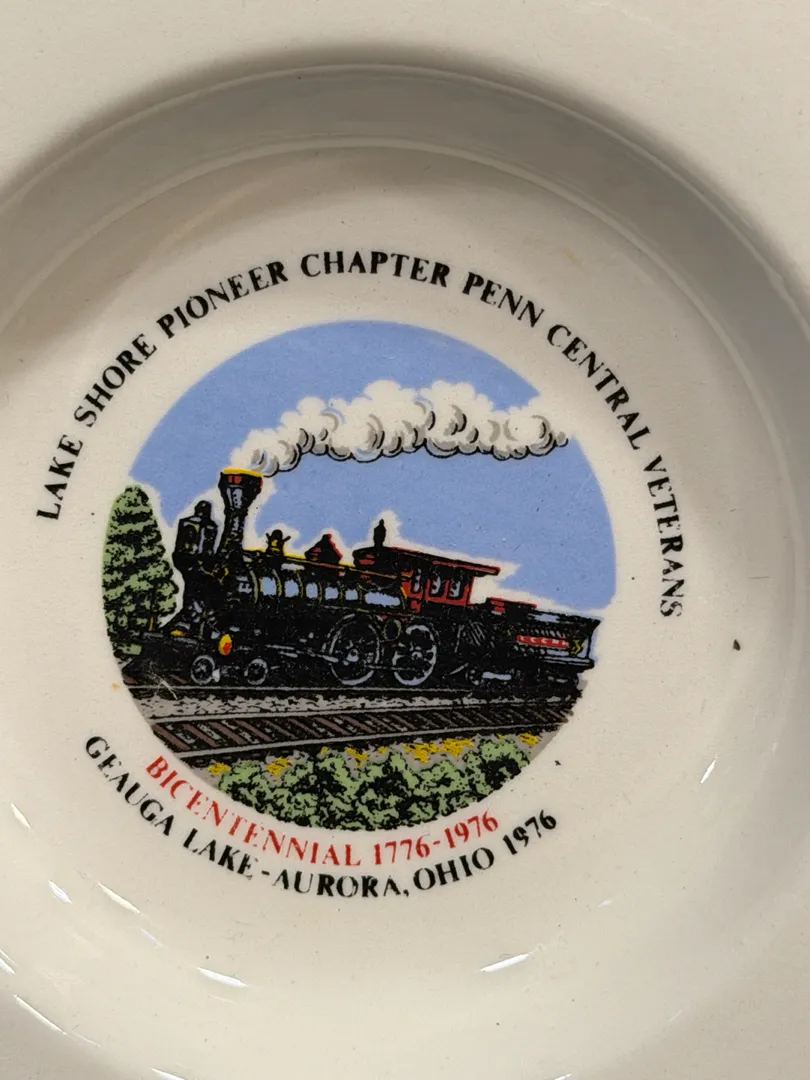 LAKE SHORE PIONEER CHAPTER PENN CENTRAL VETERANS
BICENTENNIAL 1776-1976
GEAUGA LAKE-AURORA, OHIO 1976